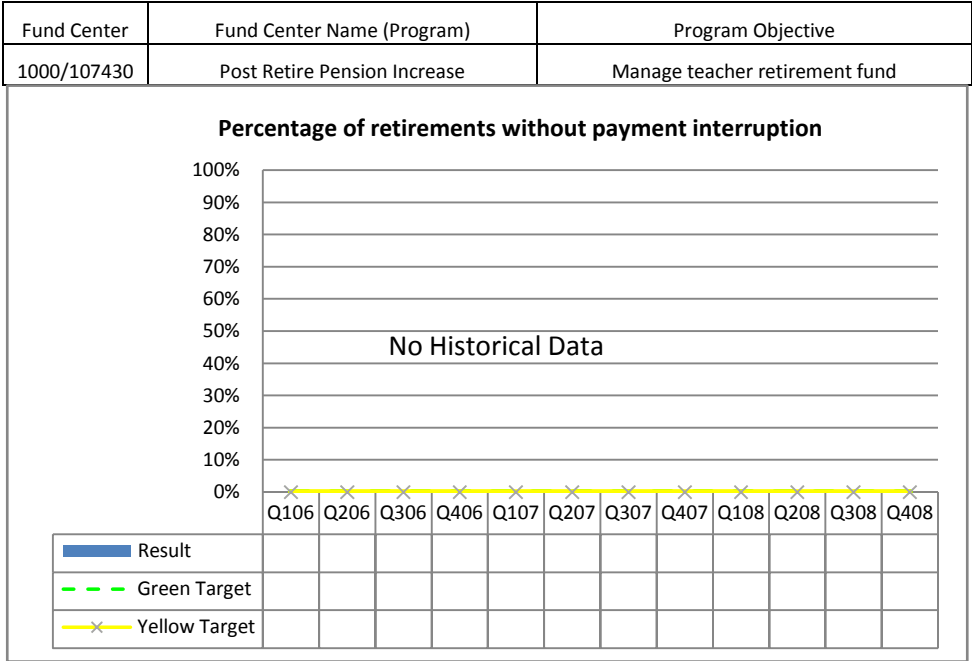 Fund Center Fund Center Name (Program) Program Objective
1000/107430 Post Retire Pension Increase Manage teacher retirement fund
Percentage of retirements without payment interruption
100%
90%
80%
70%
60%
50%
No Historical Data
40%
30%
20%
10%
0%
Q106 Q206 Q306 Q406 Q107 Q207 Q307 Q407 Q108 Q208 Q308 Q408
Result
Green Target
Yellow Target